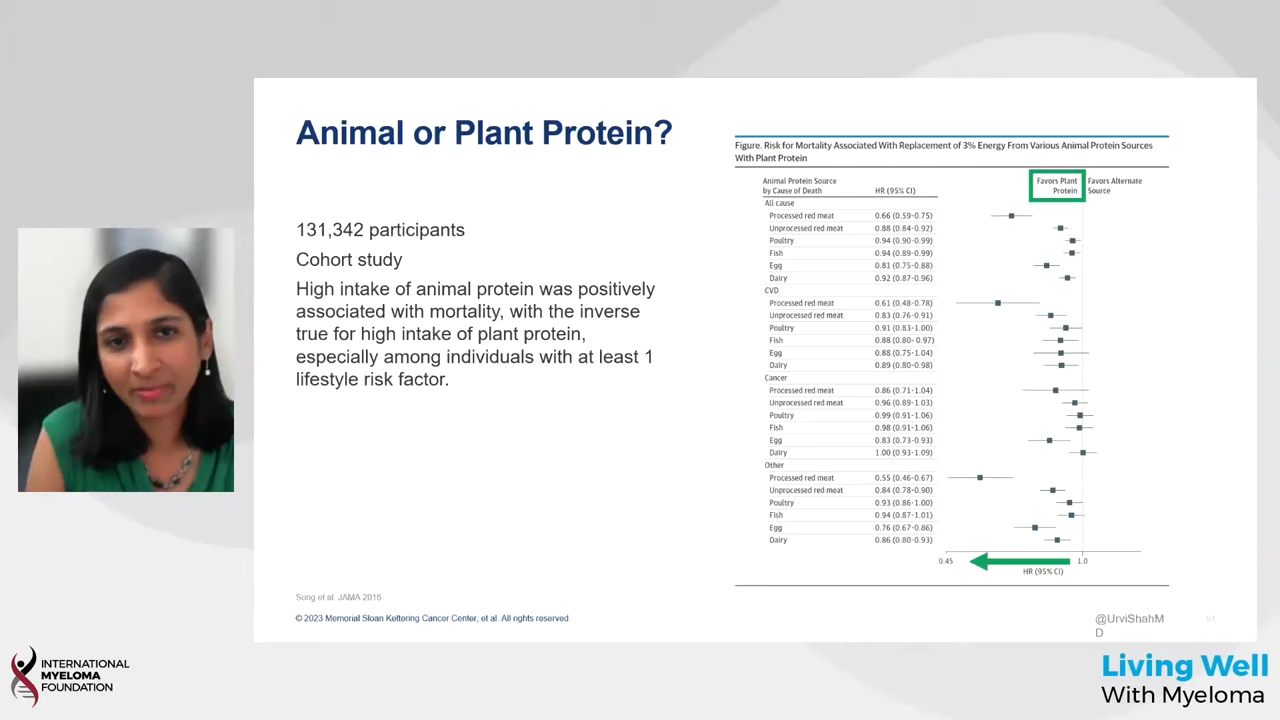 Animal or Plant Protein?
131,342 participants
Cohort study
High intake of animal protein was positively
associated with mortality, with the inverse
true for high intake of plant protein,
especially among individuals with at least 1
lifestyle risk factor.
Figure. Risk for Mortality Associated With Replacement of 3% Energy From Various Animal Protein Sources
With Plant Protein
Animal Protein Source
by Cause of Death
HR (95% CI)
Favors Plant
Protein
Favors Alternate
Source
All cause
Processed red meat 0.66 (0.59-0.75)
Unprocessed red meat 0.88 (0.84-0.92)
Poultry 0.94 (0.90-0.99)
Fish 0.94 (0.89-0.99)
Egg 0.81 (0.75-0.88)
Dairy 0.92 (0.87-0.96)
CVD
Processed red meat 0.61 (0.48-0.78)
Unprocessed red meat 0.83 (0.76-0.91)
Poultry 0.91 (0.83-1.00)
Fish 0.88 (0.80- 0.97)
Egg 0.88 (0.75-1.04)
Dairy 0.89 (0.80-0.98)
Cancer
Processed red meat 0.86 (0.71-1.04)
Unprocessed red meat 0.96 (0.89-1.03)
Poultry 0.99 (0.91-1.06)
Fish 0.98 (0.91-1.06)
Egg 0.83 (0.73-0.93)
Dairy 1.00 (0.93-1.09)
Other
Processed red meat 0.55 (0.46-0.67)
Unprocessed red meat 0.84 (0.78-0.90)
Poultry 0.93 (0.86-1.00)
Fish 0.94 (0.87-1.01)
Egg 0.76 (0.67-0.86)
Dairy 0.86 (0.80-0.93)
0.45 1.0
HR (95% CI)
Song et al. JAMA 2016
© 2023 Memorial Sloan Kettering Cancer Center, et al. All rights reserved.
@UrviShahM
D
INTERNATIONAL
MYELOMA
FOUNDATION
Living Well
With Myeloma